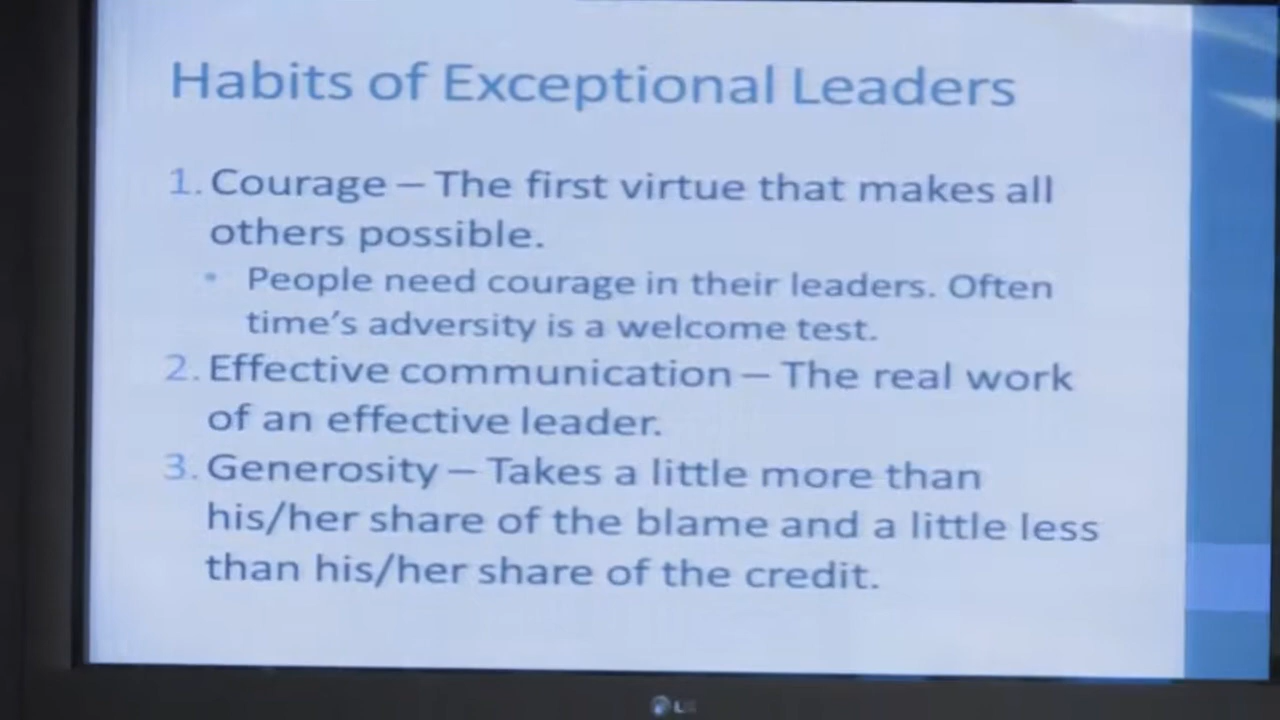 Habits of Exceptional Leaders
1. Courage – The first virtue that makes all
others possible.
• People need courage in their leaders. Often
time's adversity is a welcome test.
2. Effective communication – The real work
of an effective leader.
3. Generosity – Takes a little more than
his/her share of the blame and a little less
than his/her share of the credit.